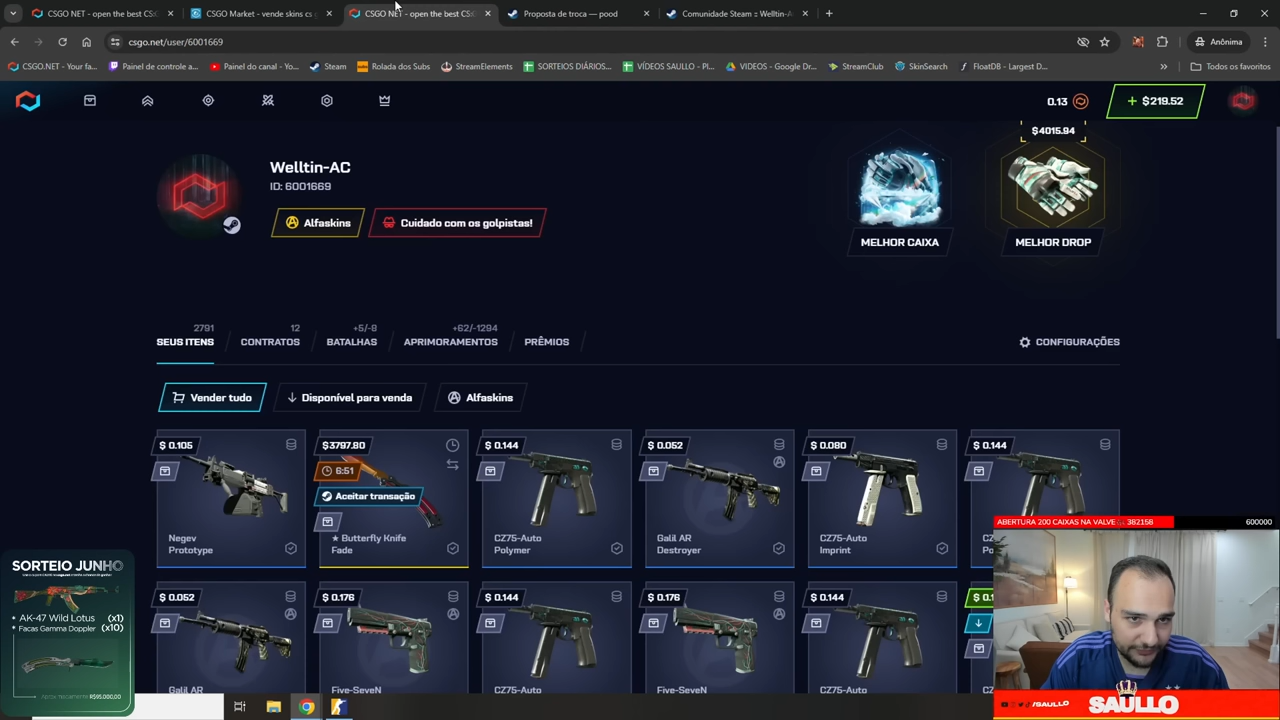 CSGO NET - open the best CS:
CSGO Market - vende skins cs g
CSGO NET - open the best CS:
Proposta de troca — pood
Comunidade Steam :: Welltin-A
csgo.net/user/6001669
Anônima
CSGO.NET - Your fa...
Painel de controle a...
Painel do canal - Yo...
Steam
Rolada dos Subs
StreamElements
SORTEIOS DIÁRIOS...
VÍDEOS SAULLO - Pl...
VIDEOS - Google Dr...
StreamClub
SkinSearch
FloatDB - Largest D...
Todos os favoritos
0.13
+ $219.52
Welltin-AC
ID: 6001669
Alfaskins
Cuidado com os golpistas!
MELHOR CAIXA
$4015.94
MELHOR DROP
2791
SEUS ITENS
12
CONTRATOS
+5/-8
BATALHAS
+62/-1294
APRIMORAMENTOS
PRÊMIOS
CONFIGURAÇÕES
Vender tudo
Disponível para venda
Alfaskins
$ 0.105
Negev
Prototype
$3797.80
6:51
Aceitar transação
★ Butterfly Knife
Fade
$ 0.144
CZ75-Auto
Polymer
$ 0.052
Galil AR
Destroyer
$ 0.080
CZ75-Auto
Imprint
$ 0.144
CZ75-Auto
$ 0.052
Galil AR
$ 0.176
Five-SeveN
$ 0.144
CZ75-Auto
$ 0.176
Five-SeveN
$ 0.144
CZ75-Auto
SORTEIO JUNHO
AK-47 Wild Lotus (x1)
Facas Gamma Doppler (x10)
ABERTURA 200 CAIXAS NA VALVE
382158
600000
/SAULLO
SAULLO